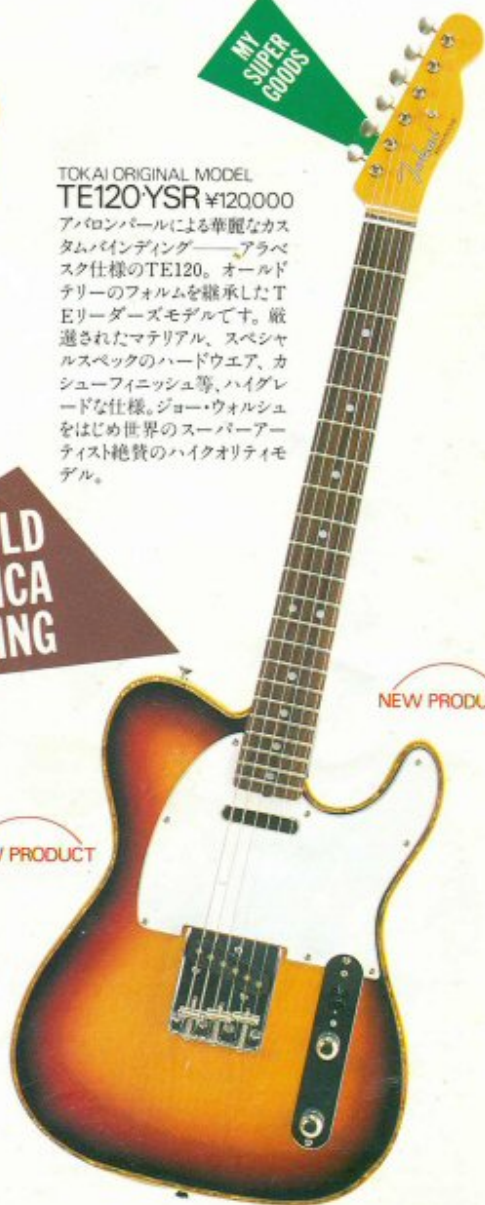 MY
SUPER
GOODS
Tokai
TOKAI ORIGINAL MODEL
TE120·YSR ¥120,000
アバロンパールによる華麗なカス
タムバインディング――アラベ
スク仕様のTE120。オールド
テリーのフォルムを継承したT
Eリーダーズモデルです。厳
選されたマテリアル、スペシャ
ルスペックのハードウエア、カ
シューフィニッシュ等、ハイグレ
ードな仕様。ジョー・ウォルシュ
をはじめ世界のスーパーアー
ティスト絶賛のハイクオリティモ
デル。
LD
ICA
ING
NEW PRODU
PRODUCT